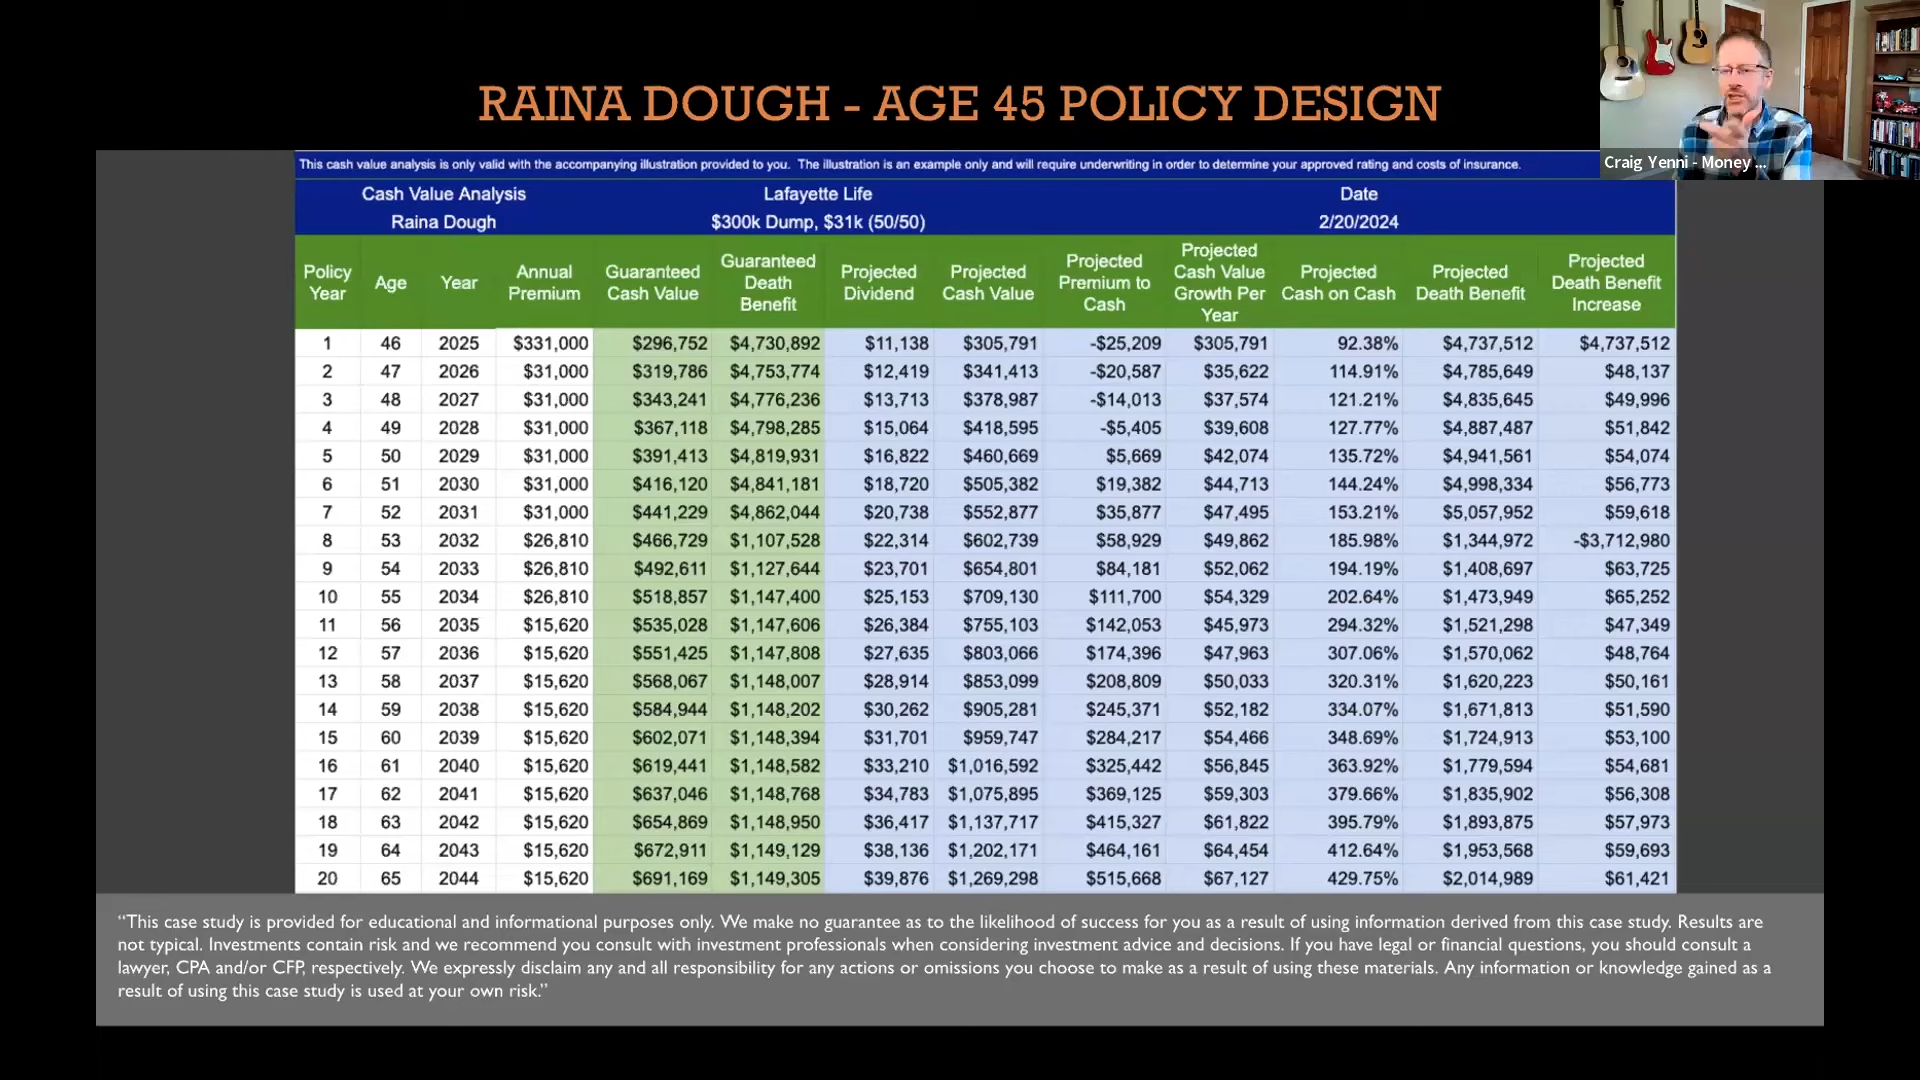 RAINA DOUGH - AGE 45 POLICY DESIGN
Craig Yenni - Money ...
This cash value analysis is only valid with the accompanying illustration provided to you. The illustration is an example only and will require underwriting in order to determine your approved rating and costs of insurance.
Cash Value Analysis Lafayette Life Date
Raina Dough $300k Dump, $31k (50/50) 2/20/2024
Policy Year Age Year Annual Premium Guaranteed Cash Value Guaranteed Death Benefit Projected Dividend Projected Cash Value Projected Premium to Cash Projected Cash Value Growth Per Year Projected Cash on Cash Projected Death Benefit Projected Death Benefit Increase
1 46 2025 $331,000 $296,752 $4,730,892 $11,138 $305,791 -$25,209 $305,791 92.38% $4,737,512 $4,737,512
2 47 2026 $31,000 $319,786 $4,753,774 $12,419 $341,413 -$20,587 $35,622 114.91% $4,785,649 $48,137
3 48 2027 $31,000 $343,241 $4,776,236 $13,713 $378,987 -$14,013 $37,574 121.21% $4,835,645 $49,996
4 49 2028 $31,000 $367,118 $4,798,285 $15,064 $418,595 -$5,405 $39,608 127.77% $4,887,487 $51,842
5 50 2029 $31,000 $391,413 $4,819,931 $16,822 $460,669 $5,669 $42,074 135.72% $4,941,561 $54,074
6 51 2030 $31,000 $416,120 $4,841,181 $18,720 $505,382 $19,382 $44,713 144.24% $4,998,334 $56,773
7 52 2031 $31,000 $441,229 $4,862,044 $20,738 $552,877 $35,877 $47,495 153.21% $5,057,952 $59,618
8 53 2032 $26,810 $466,729 $1,107,528 $22,314 $602,739 $58,929 $49,862 185.98% $1,344,972 -$3,712,980
9 54 2033 $26,810 $492,611 $1,127,644 $23,701 $654,801 $84,181 $52,062 194.19% $1,408,697 $63,725
10 55 2034 $26,810 $518,857 $1,147,400 $25,153 $709,130 $111,700 $54,329 202.64% $1,473,949 $65,252
11 56 2035 $15,620 $535,028 $1,147,606 $26,384 $755,103 $142,053 $45,973 294.32% $1,521,298 $47,349
12 57 2036 $15,620 $551,425 $1,147,808 $27,635 $803,066 $174,396 $47,963 307.06% $1,570,062 $48,764
13 58 2037 $15,620 $568,067 $1,148,007 $28,914 $853,099 $208,809 $50,033 320.31% $1,620,223 $50,161
14 59 2038 $15,620 $584,944 $1,148,202 $30,262 $905,281 $245,371 $52,182 334.07% $1,671,813 $51,590
15 60 2039 $15,620 $602,071 $1,148,394 $31,701 $959,747 $284,217 $54,466 348.69% $1,724,913 $53,100
16 61 2040 $15,620 $619,441 $1,148,582 $33,210 $1,016,592 $325,442 $56,845 363.92% $1,779,594 $54,681
17 62 2041 $15,620 $637,046 $1,148,768 $34,783 $1,075,895 $369,125 $59,303 379.66% $1,835,902 $56,308
18 63 2042 $15,620 $654,869 $1,148,950 $36,417 $1,137,717 $415,327 $61,822 395.79% $1,893,875 $57,973
19 64 2043 $15,620 $672,911 $1,149,129 $38,136 $1,202,171 $464,161 $64,454 412.64% $1,953,568 $59,693
20 65 2044 $15,620 $691,169 $1,149,305 $39,876 $1,269,298 $515,668 $67,127 429.75% $2,014,989 $61,421
“This case study is provided for educational and informational purposes only. We make no guarantee as to the likelihood of success for you as a result of using information derived from this case study. Results are
not typical. Investments contain risk and we recommend you consult with investment professionals when considering investment advice and decisions. If you have legal or financial questions, you should consult a
lawyer, CPA and/or CFP, respectively. We expressly disclaim any and all responsibility for any actions or omissions you choose to make as a result of using these materials. Any information or knowledge gained as a
result of using this case study is used at your own risk.”